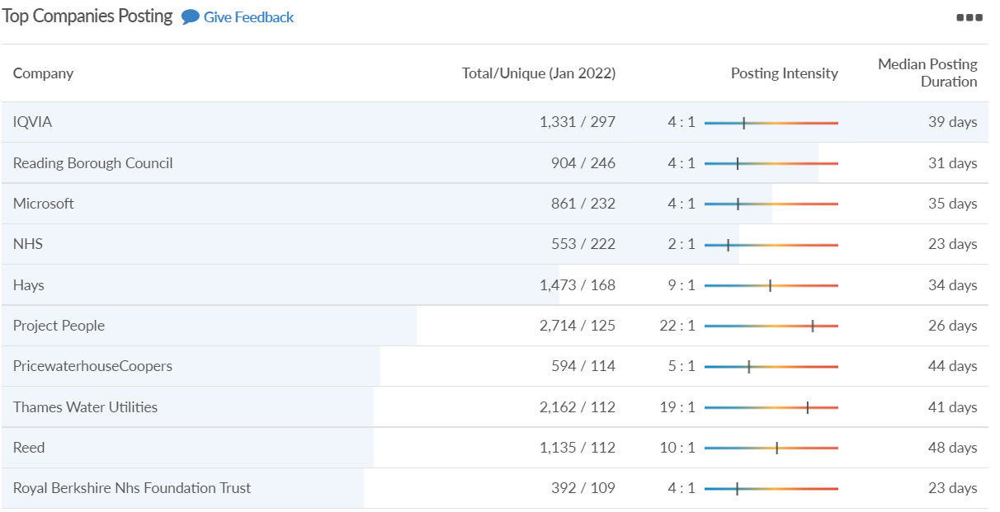 Top Companies Posting Give Feedback
Company Total/Unique (Jan 2022) Posting Intensity Median Posting Duration
IQVIA 1,331 / 297 4 : 1 39 days
Reading Borough Council 904 / 246 4 : 1 31 days
Microsoft 861 / 232 4 : 1 35 days
NHS 553 / 222 2 : 1 23 days
Hays 1,473 / 168 9 : 1 34 days
Project People 2,714 / 125 22 : 1 26 days
PricewaterhouseCoopers 594 / 114 5 : 1 44 days
Thames Water Utilities 2,162 / 112 19 : 1 41 days
Reed 1,135 / 112 10 : 1 48 days
Royal Berkshire Nhs Foundation Trust 392 / 109 4 : 1 23 days